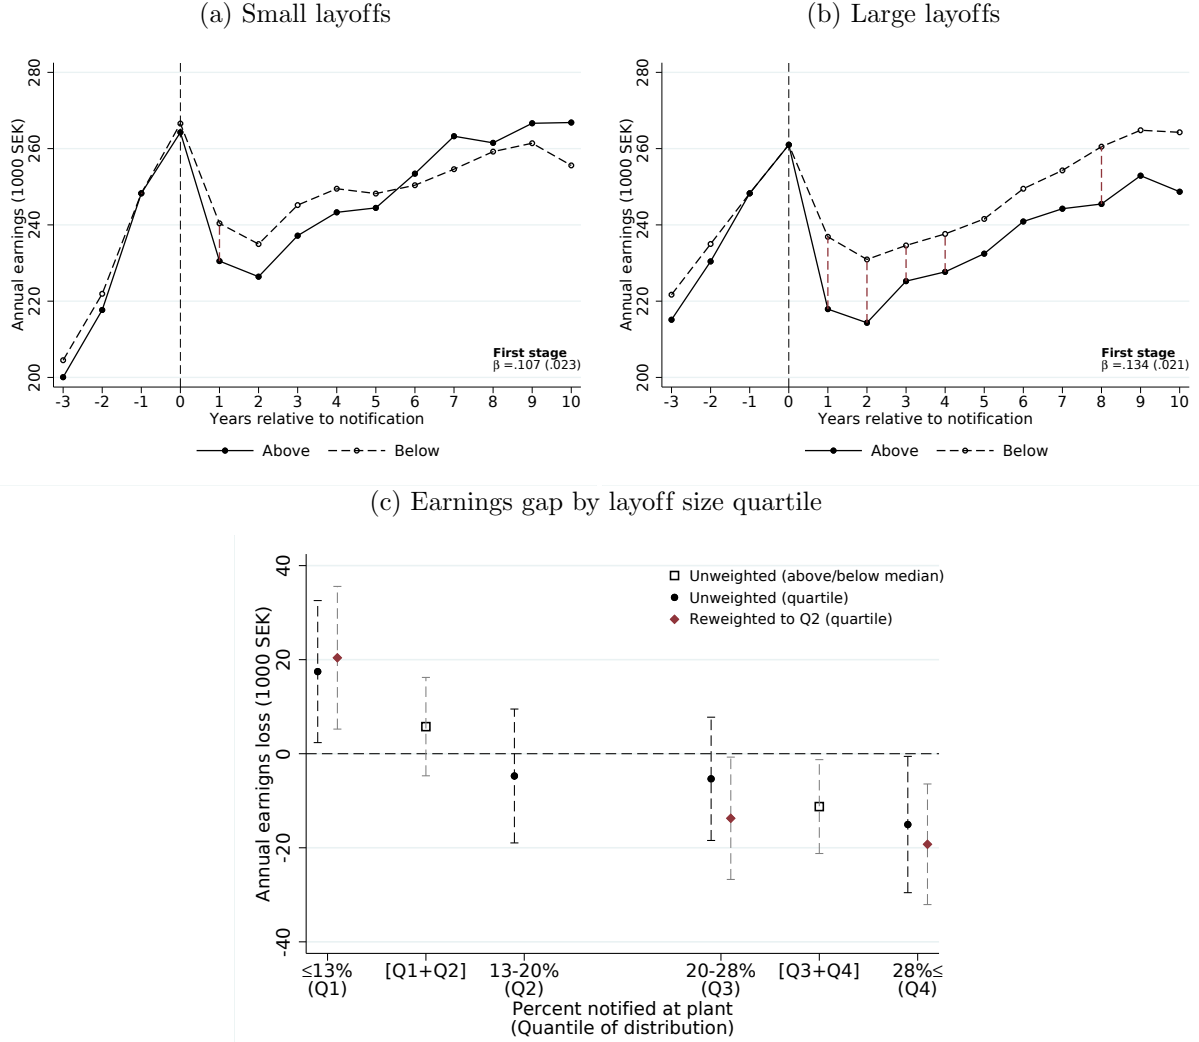 (a) Small layoffs
Annual earnings (1000 SEK)
280
260
240
220
200
First stage
β =.107 (.023)
-3 -2 -1 0 1 2 3 4 5 6 7 8 9 10
Years relative to notification
Above Below
(b) Large layoffs
Annual earnings (1000 SEK)
280
260
240
220
200
First stage
β =.134 (.021)
-3 -2 -1 0 1 2 3 4 5 6 7 8 9 10
Years relative to notification
Above Below
(c) Earnings gap by layoff size quartile
Annual earnigns loss (1000 SEK)
40
20
0
-20
-40
Unweighted (above/below median)
Unweighted (quartile)
Reweighted to Q2 (quartile)
≤13% [Q1+Q2] 13-20% 20-28% [Q3+Q4] 28%≤
(Q1) (Q2) (Q3) (Q4)
Percent notified at plant
(Quantile of distribution)